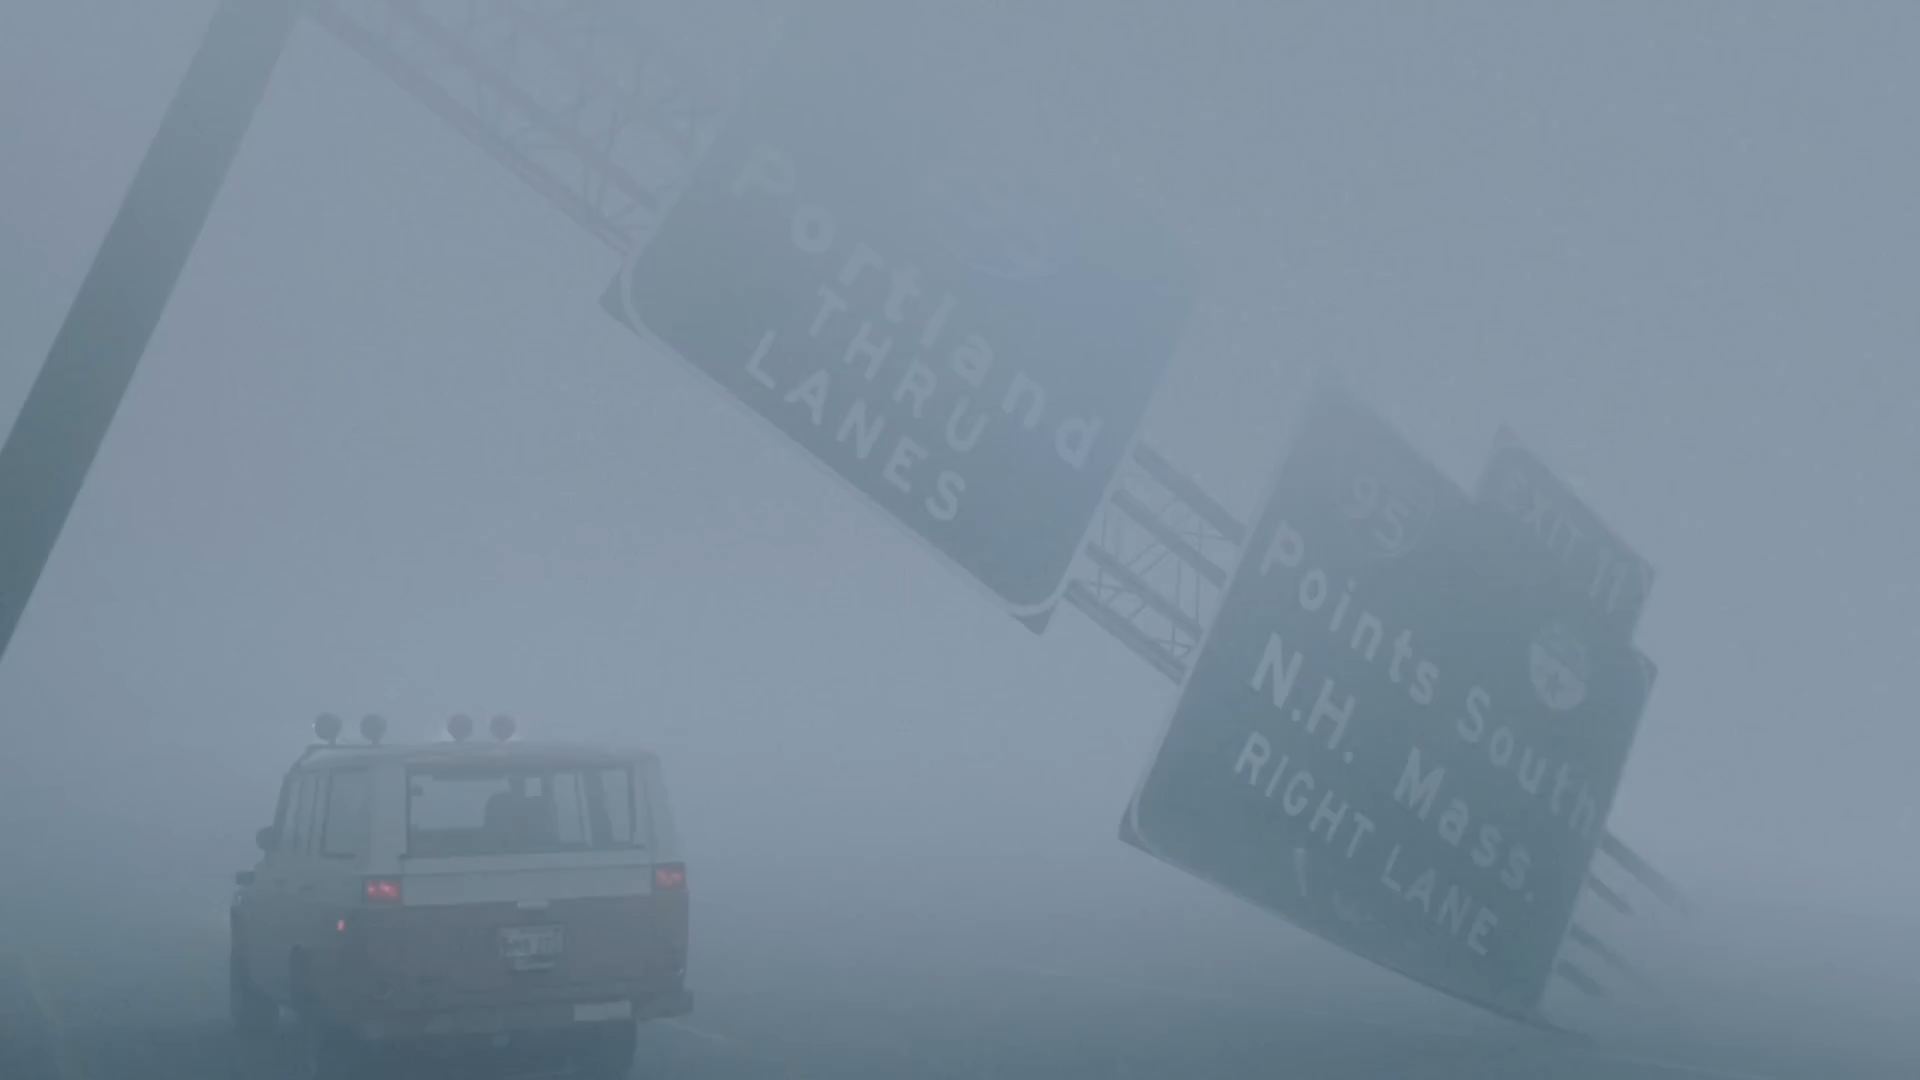 Portland
THRU
LANES
95
EXIT 11
Points South
N.H. Mass.
RIGHT LANE